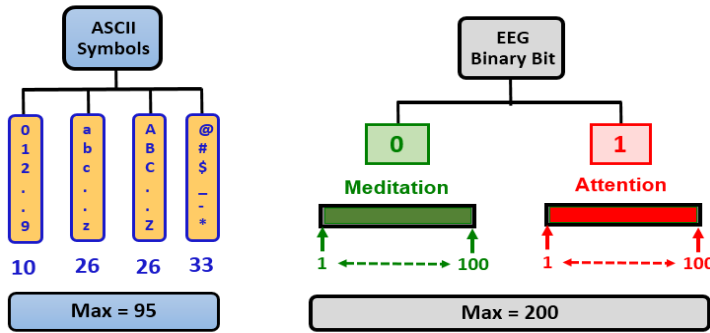 ASCII
Symbols
0
1
2
.
.
9
a
b
c
.
.
z
A
B
C
.
.
Z
@
#
$
_
-
*
10
26
26
33
Max = 95
EEG
Binary Bit
0
1
Meditation
Attention
1
100
1
100
Max = 200